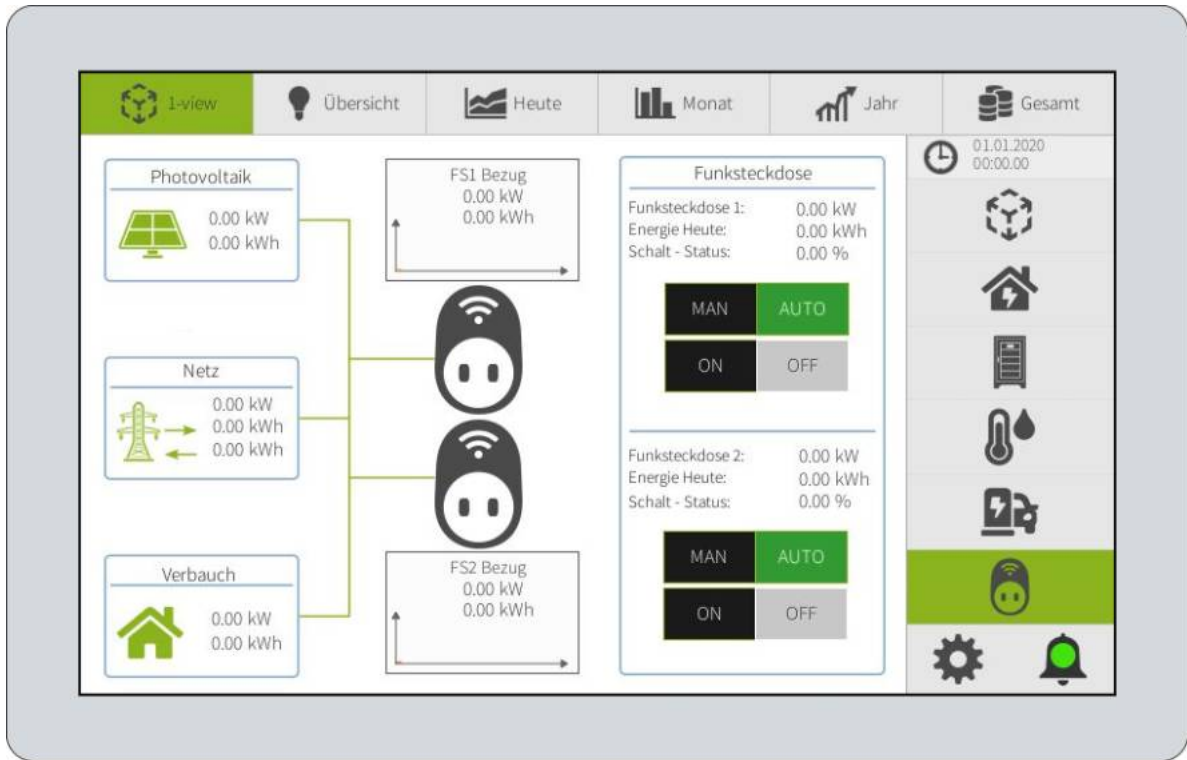 1-view
Übersicht
Heute
Monat
Jahr
Gesamt
01.01.2020
00:00.00
Photovoltaik
0.00 kW
0.00 kWh
Netz
0.00 kW
0.00 kWh
0.00 kWh
Verbauch
0.00 kW
0.00 kWh
FS1 Bezug
0.00 kW
0.00 kWh
FS2 Bezug
0.00 kW
0.00 kWh
Funksteckdose
Funksteckdose 1: 0.00 kW
Energie Heute: 0.00 kWh
Schalt - Status: 0.00 %
MAN AUTO
ON OFF
Funksteckdose 2: 0.00 kW
Energie Heute: 0.00 kWh
Schalt - Status: 0.00 %
MAN AUTO
ON OFF